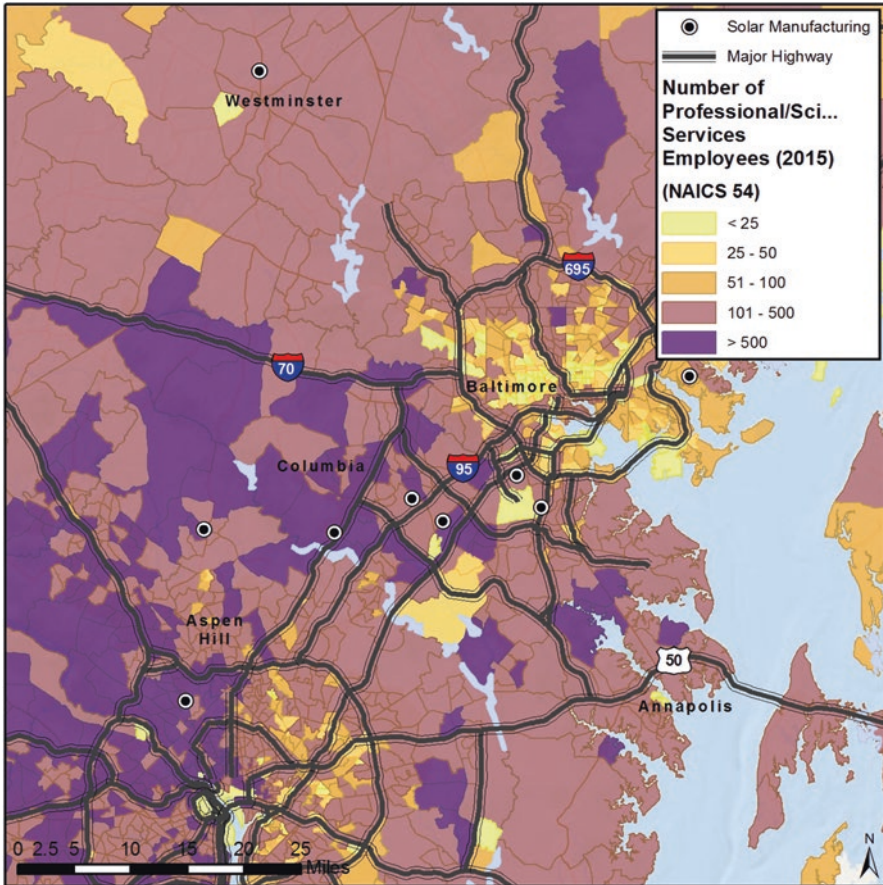 Solar Manufacturing
Major Highway
Number of
Professional/Sci...
Services
Employees (2015)
(NAICS 54)
< 25
25 - 50
51 - 100
101 - 500
> 500
Westminster
695
70
Baltimore
Columbia
95
Aspen
Hill
50
Annapolis
0 2.5 5 10 15 20 25
Miles
N